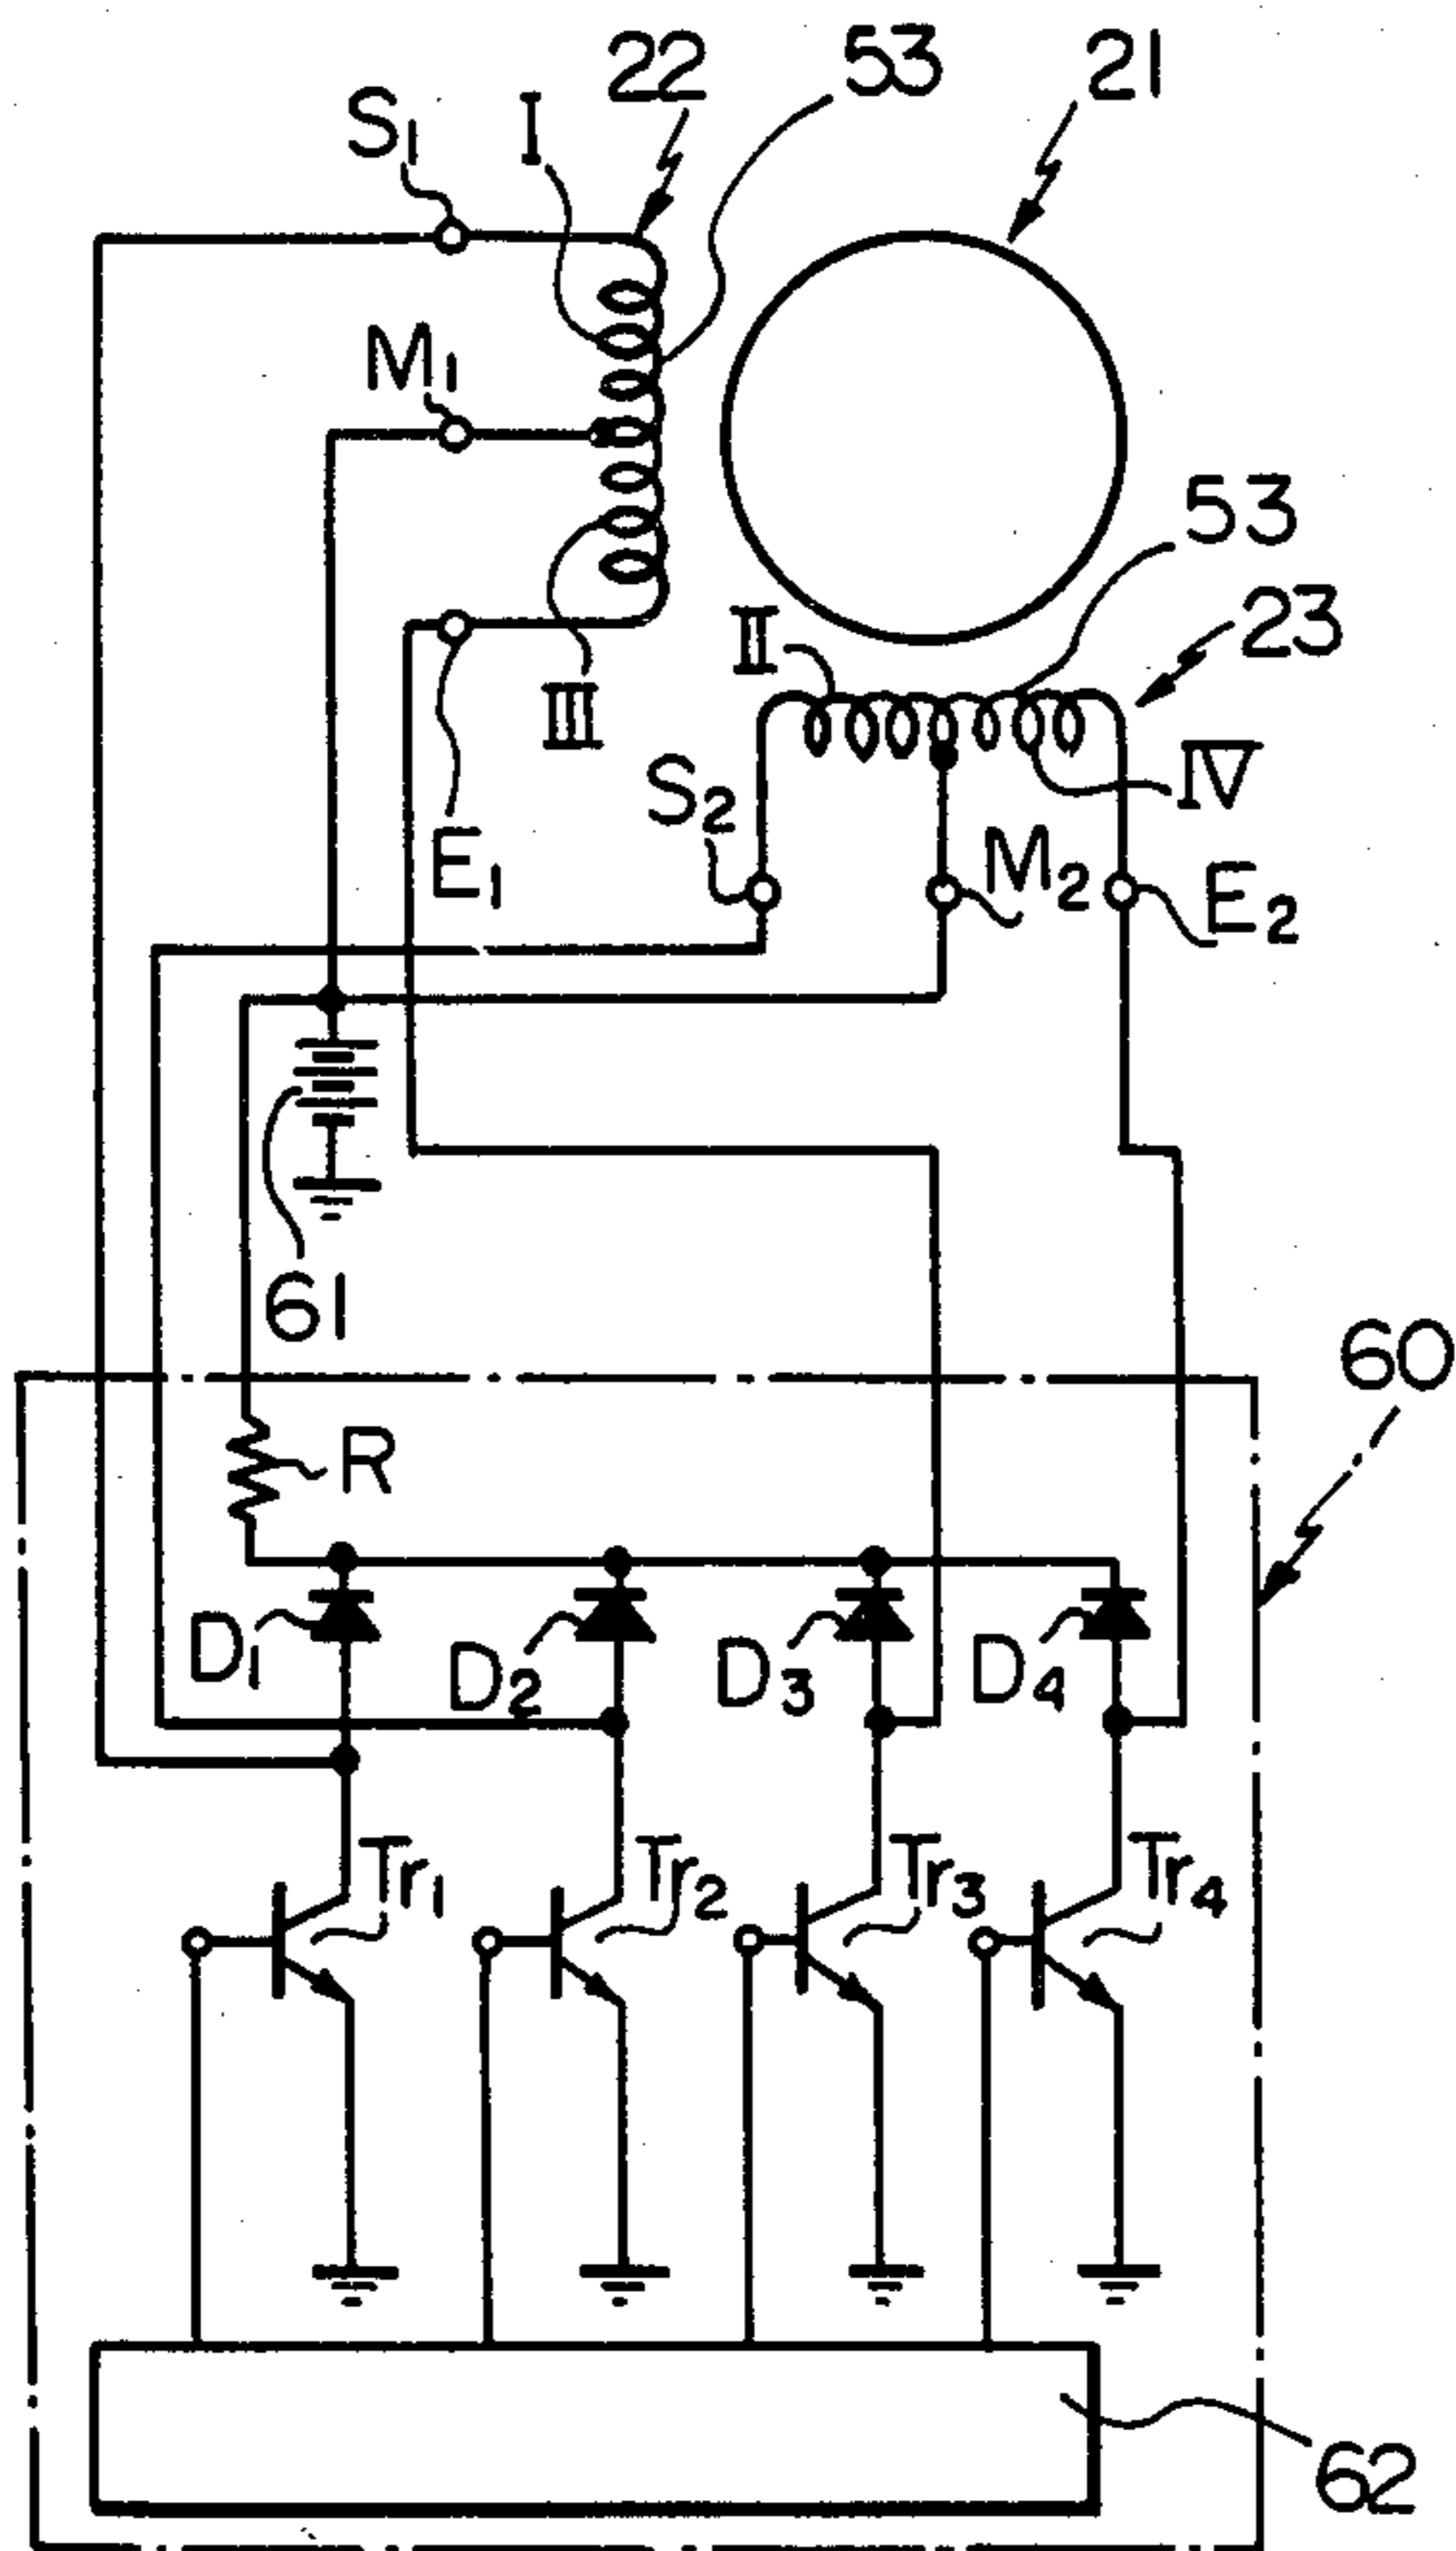 22 53 21
S1 I
M1
53
II 23
III
S2 IV
E1 M2 E2
61
60
R
D1 D2 D3 D4
Tr1 Tr2 Tr3 Tr4
62